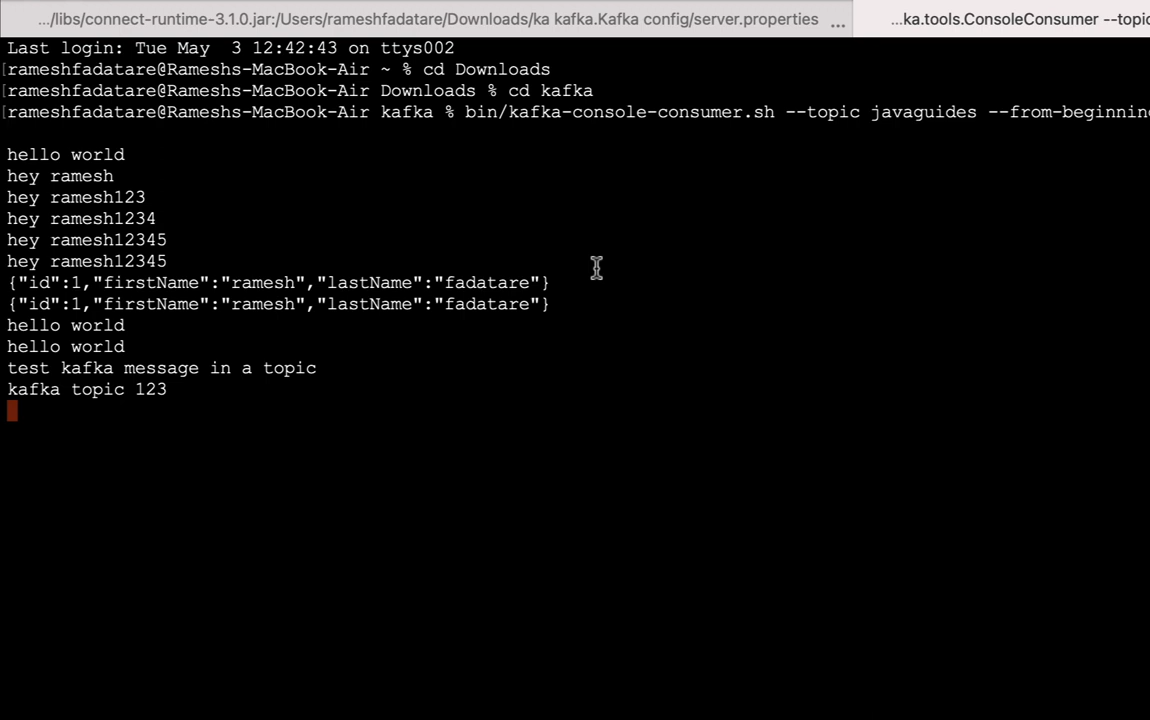 .../libs/connect-runtime-3.1.0.jar:/Users/rameshfadatare/Downloads/ka kafka.Kafka config/server.properties ...
...ka.tools.ConsoleConsumer --topic
Last login: Tue May  3 12:42:43 on ttys002
[rameshfadatare@Rameshs-MacBook-Air ~ % cd Downloads
[rameshfadatare@Rameshs-MacBook-Air Downloads % cd kafka
[rameshfadatare@Rameshs-MacBook-Air kafka % bin/kafka-console-consumer.sh --topic javaguides --from-beginning
hello world
hey ramesh
hey ramesh123
hey ramesh1234
hey ramesh12345
hey ramesh12345
{"id":1,"firstName":"ramesh","lastName":"fadatare"}
{"id":1,"firstName":"ramesh","lastName":"fadatare"}
hello world
hello world
test kafka message in a topic
kafka topic 123